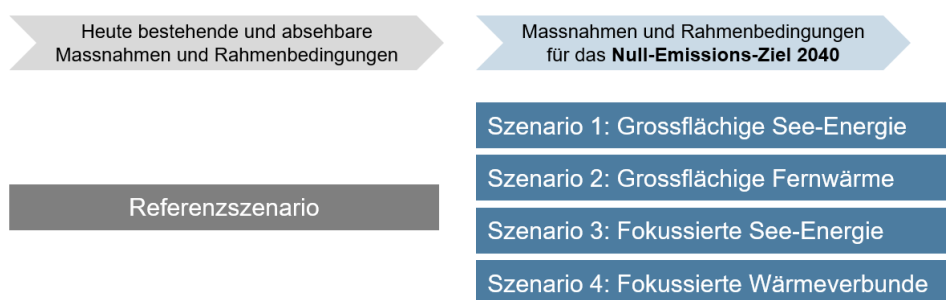 Heute bestehende und absehbare
Massnahmen und Rahmenbedingungen
Massnahmen und Rahmenbedingungen
für das Null-Emissions-Ziel 2040
Referenzszenario
Szenario 1: Grossflächige See-Energie
Szenario 2: Grossflächige Fernwärme
Szenario 3: Fokussierte See-Energie
Szenario 4: Fokussierte Wärmeverbunde